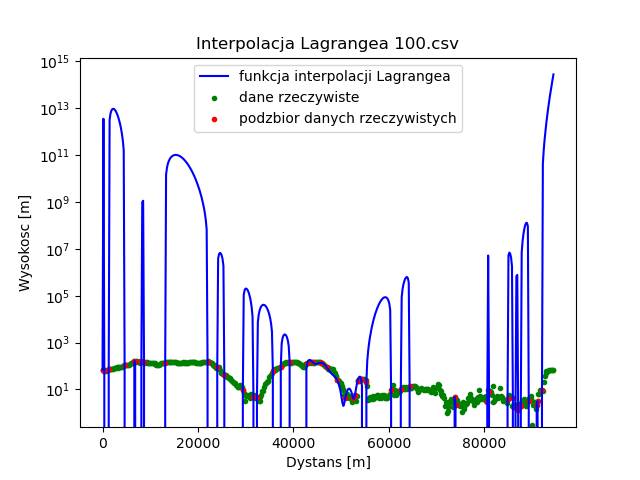 Interpolacja Lagrangea 100.csv
funkcja interpolacji Lagrangea
dane rzeczywiste
podzbior danych rzeczywistych
Wysokosc [m]
10¹⁵
10¹³
10¹¹
10⁹
10⁷
10⁵
10³
10¹
0 20000 40000 60000 80000
Dystans [m]